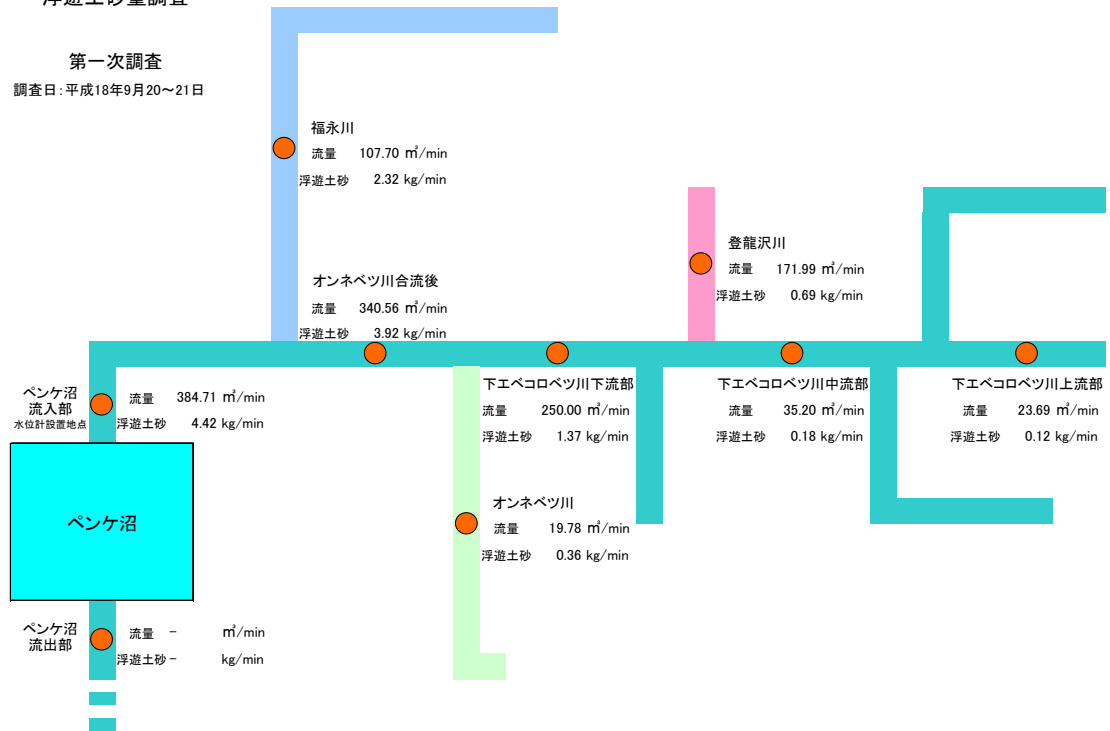 浮遊土砂量調査
第一次調査
調査日:平成18年9月20~21日
福永川
流量 107.70 ㎥/min
浮遊土砂 2.32 kg/min
登龍沢川
流量 171.99 ㎥/min
浮遊土砂 0.69 kg/min
オンネベツ川合流後
流量 340.56 ㎥/min
浮遊土砂 3.92 kg/min
ペンケ沼
流入部
水位計設置地点
流量 384.71 ㎥/min
浮遊土砂 4.42 kg/min
下エベコロベツ川下流部
流量 250.00 ㎥/min
浮遊土砂 1.37 kg/min
下エベコロベツ川中流部
流量 35.20 ㎥/min
浮遊土砂 0.18 kg/min
下エベコロベツ川上流部
流量 23.69 ㎥/min
浮遊土砂 0.12 kg/min
ペンケ沼
オンネベツ川
流量 19.78 ㎥/min
浮遊土砂 0.36 kg/min
ペンケ沼
流出部
流量 - ㎥/min
浮遊土砂 - kg/min